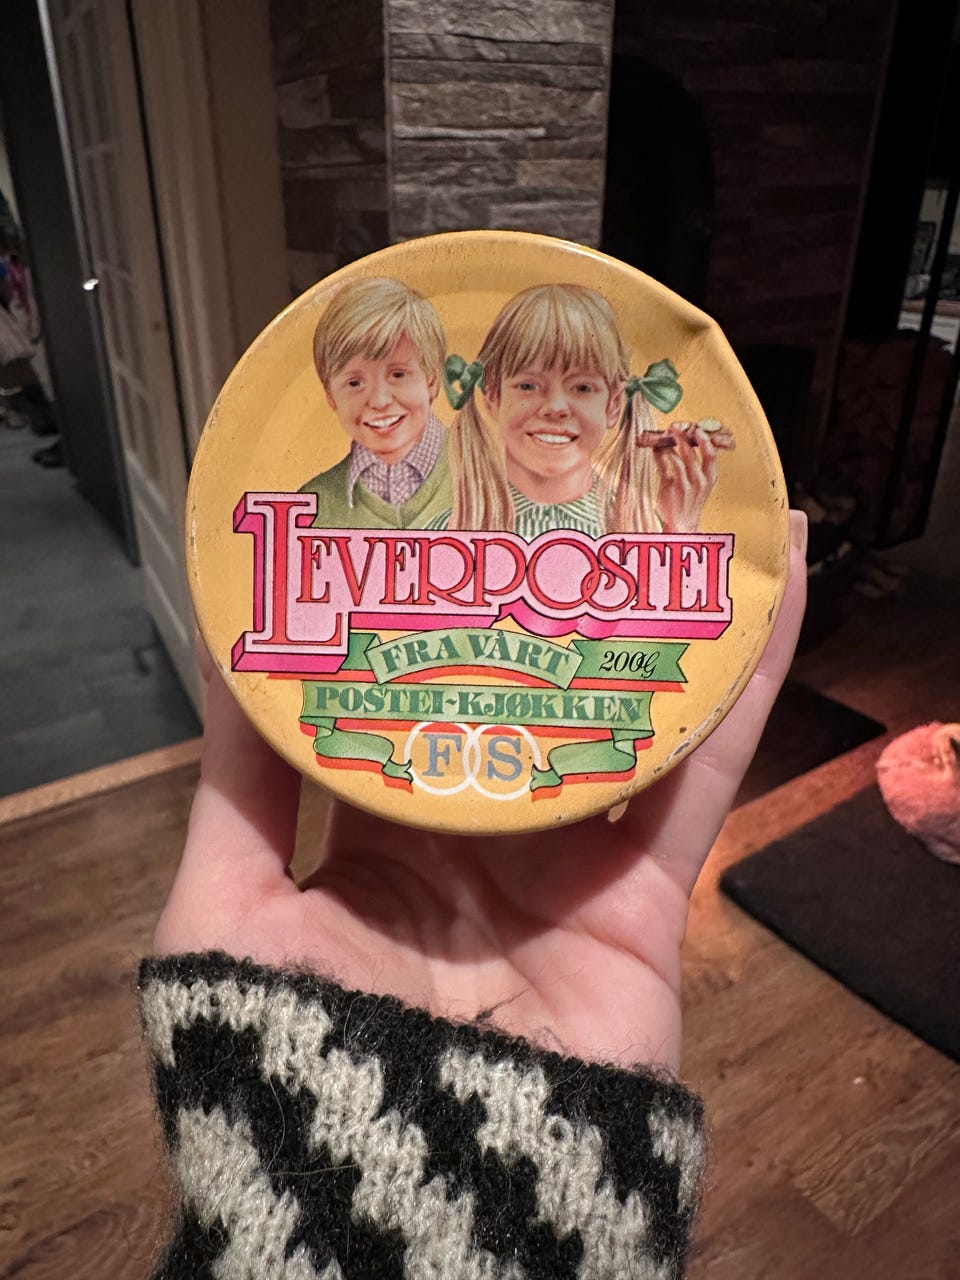 LEVERPOSTEI
FRA VÅRT
200G
POSTEI-KJØKKEN
FS